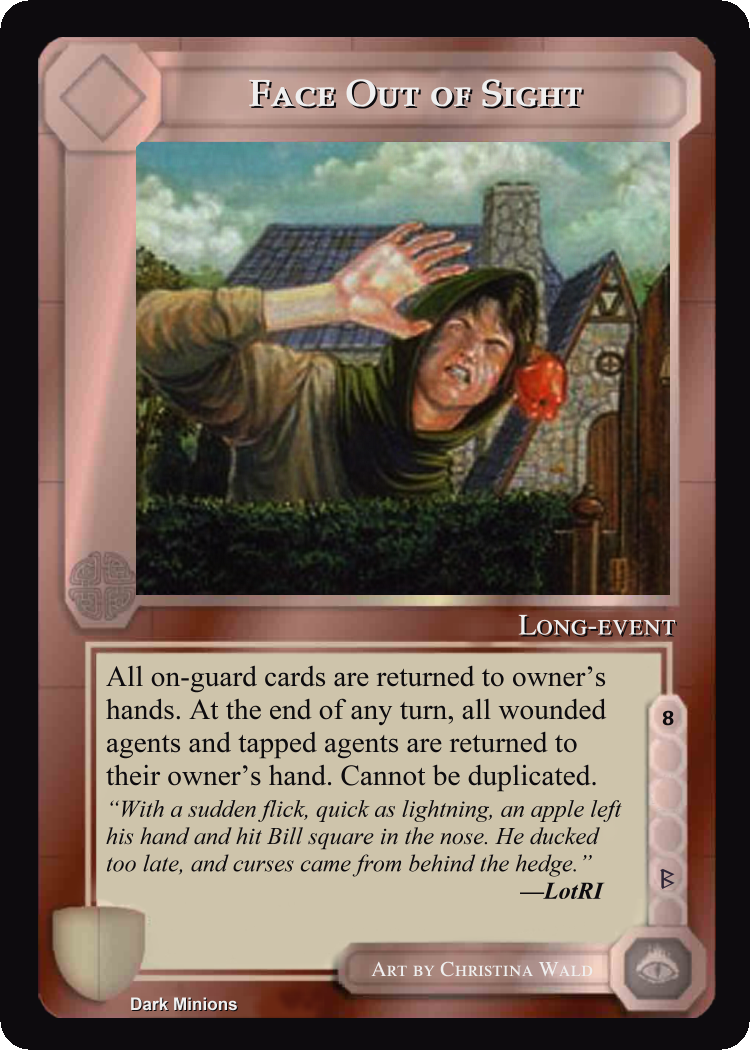 Face Out of Sight
Long-event
All on-guard cards are returned to owner's
hands. At the end of any turn, all wounded
agents and tapped agents are returned to
their owner's hand. Cannot be duplicated.
“With a sudden flick, quick as lightning, an apple left
his hand and hit Bill square in the nose. He ducked
too late, and curses came from behind the hedge.”
—LotRI
8
Art by Christina Wald
Dark Minions